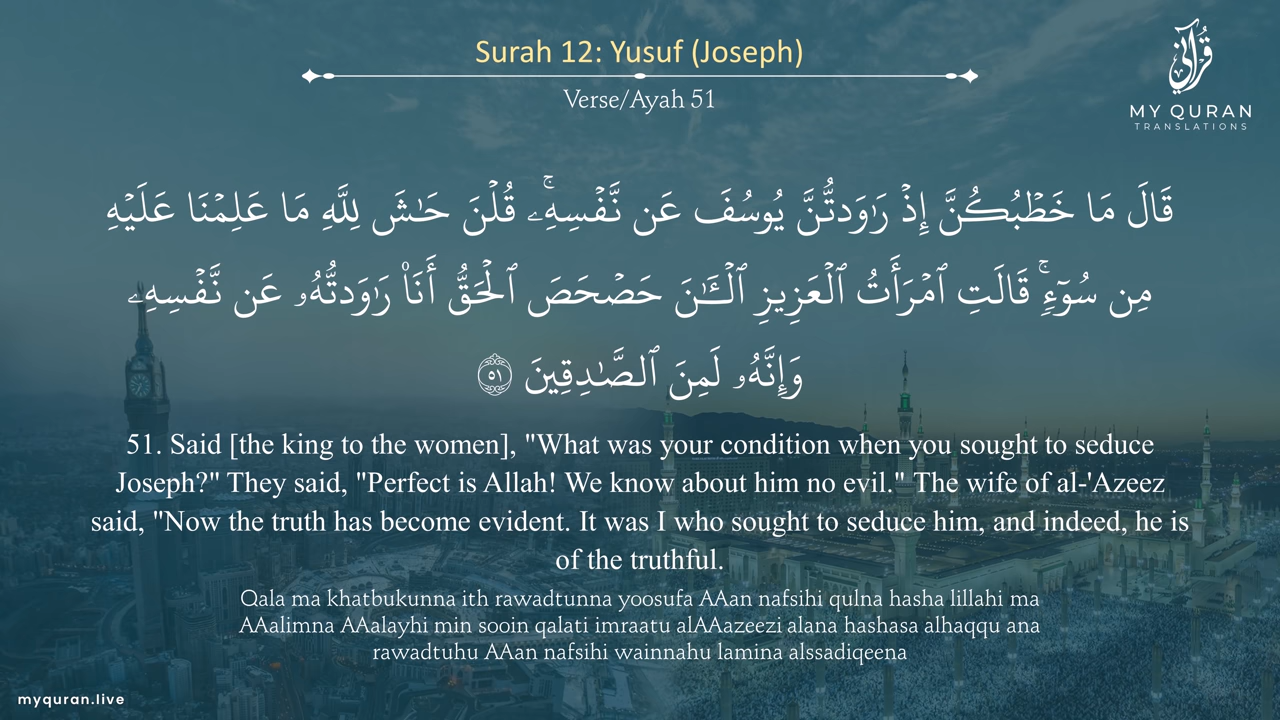 Surah 12: Yusuf (Joseph)
Verse/Ayah 51
قرآني
MY QURAN
TRANSLATIONS
قَالَ مَا خَطۡبُكُنَّ إِذۡ رَٰوَدتُّنَّ يُوسُفَ عَن نَّفۡسِهِۦۚ قُلۡنَ حَٰشَ لِلَّهِ مَا عَلِمۡنَا عَلَيۡهِ
مِن سُوٓءٖۚ قَالَتِ ٱمۡرَأَتُ ٱلۡعَزِيزِ ٱلۡـَٰٔنَ حَصۡحَصَ ٱلۡحَقُّ أَنَا۠ رَٰوَدتُّهُۥ عَن نَّفۡسِهِۦ
وَإِنَّهُۥ لَمِنَ ٱلصَّٰدِقِينَ ٥١
51. Said [the king to the women], "What was your condition when you sought to seduce
Joseph?" They said, "Perfect is Allah! We know about him no evil." The wife of al-'Azeez
said, "Now the truth has become evident. It was I who sought to seduce him, and indeed, he is
of the truthful.
Qala ma khatbukunna ith rawadtunna yoosufa AAan nafsihi qulna hasha lillahi ma
AAalimna AAalayhi min sooin qalati imraatu alAAazeezi alana hashasa alhaqqu ana
rawadtuhu AAan nafsihi wainnahu lamina alssadiqeena
myquran.live